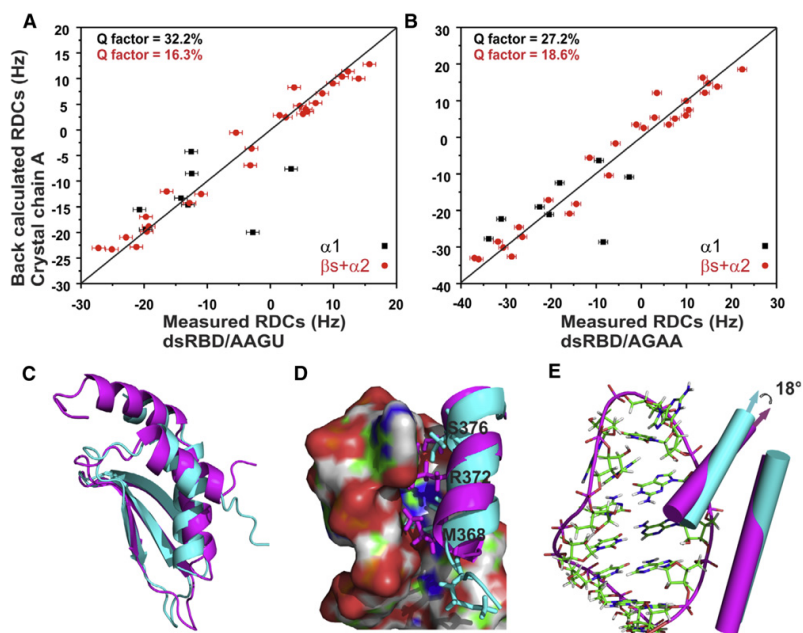 A
Q factor = 32.2%
Q factor = 16.3%
Back calculated RDCs (Hz)
Crystal chain A
20
15
10
5
0
-5
-10
-15
-20
-25
-30
-30
-20
-10
0
10
20
α1
βs+α2
Measured RDCs (Hz)
dsRBD/AAGU
B
Q factor = 27.2%
Q factor = 18.6%
30
20
10
0
-10
-20
-30
-40
-40
-30
-20
-10
0
10
20
30
α1
βs+α2
Measured RDCs (Hz)
dsRBD/AGAA
C
D
S376
R372
M368
E
18°